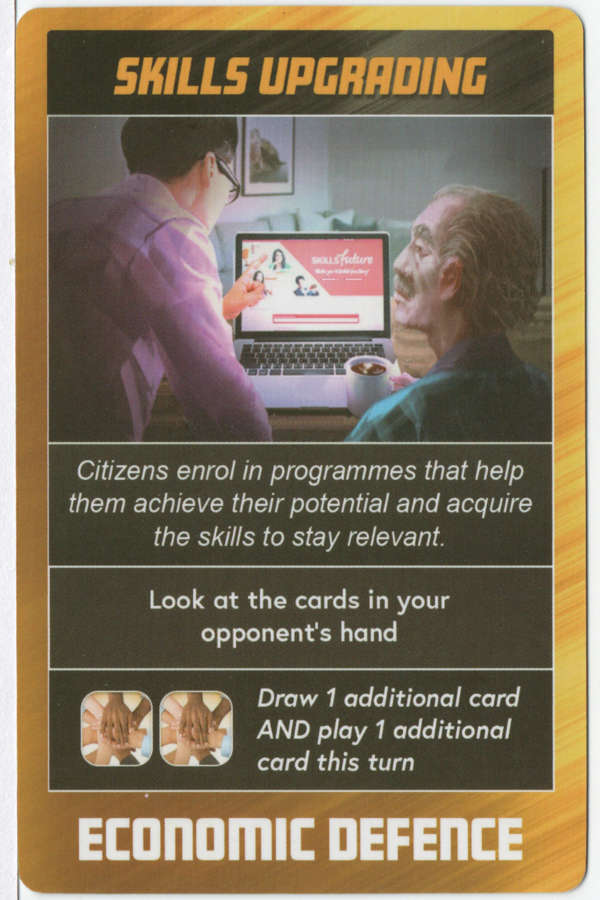 SKILLS UPGRADING
SKILLSfuture
Citizens enrol in programmes that help
them achieve their potential and acquire
the skills to stay relevant.
Look at the cards in your
opponent's hand
Draw 1 additional card
AND play 1 additional
card this turn
ECONOMIC DEFENCE